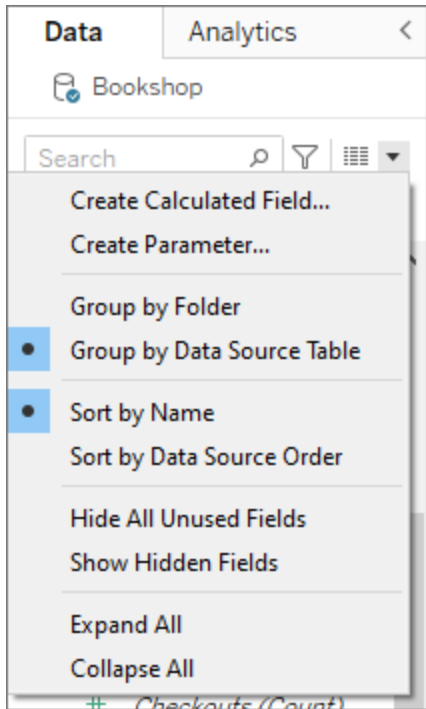 Data Analytics
Bookshop
Search
Create Calculated Field...
Create Parameter...
Group by Folder
Group by Data Source Table
Sort by Name
Sort by Data Source Order
Hide All Unused Fields
Show Hidden Fields
Expand All
Collapse All
# Checkouts (Count)